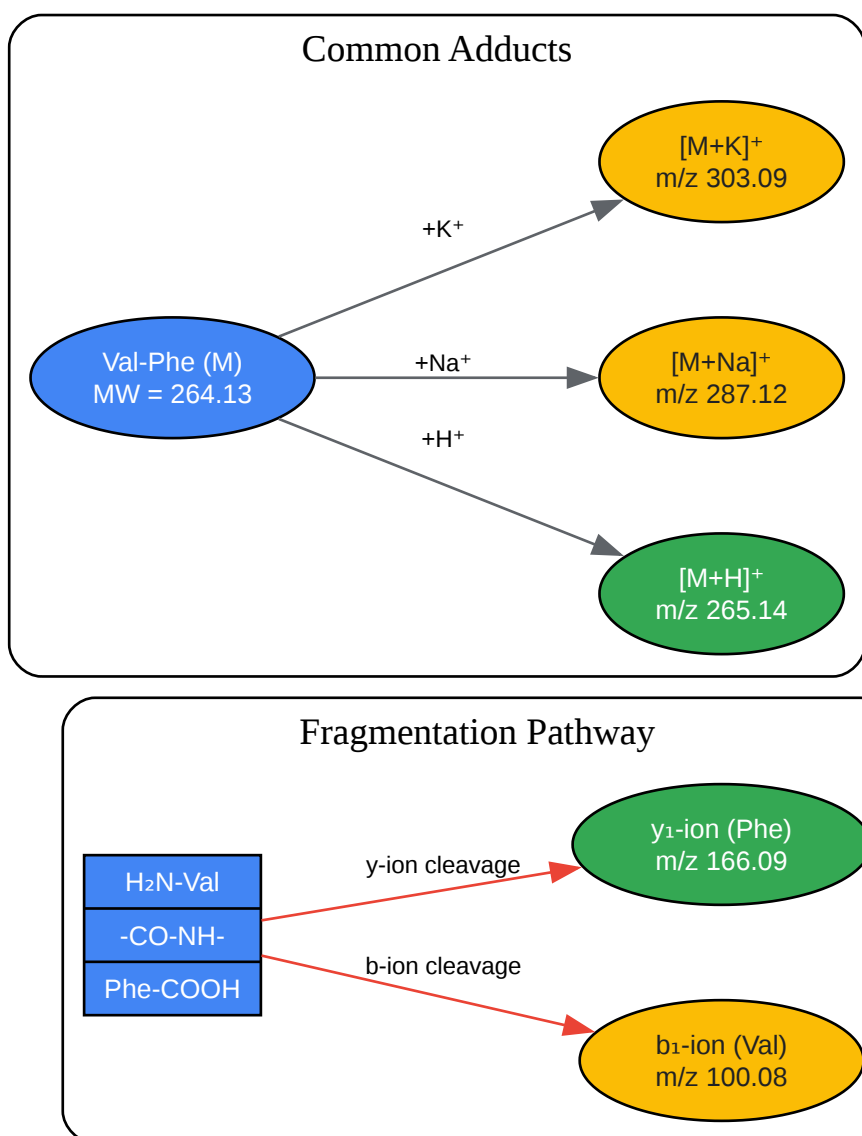 Common Adducts
[M+K]⁺
m/z 303.09
+K⁺
Val-Phe (M)
MW = 264.13
+Na⁺
[M+Na]⁺
m/z 287.12
+H⁺
[M+H]⁺
m/z 265.14
Fragmentation Pathway
H₂N-Val
-CO-NH-
Phe-COOH
y-ion cleavage
y₁-ion (Phe)
m/z 166.09
b-ion cleavage
b₁-ion (Val)
m/z 100.08